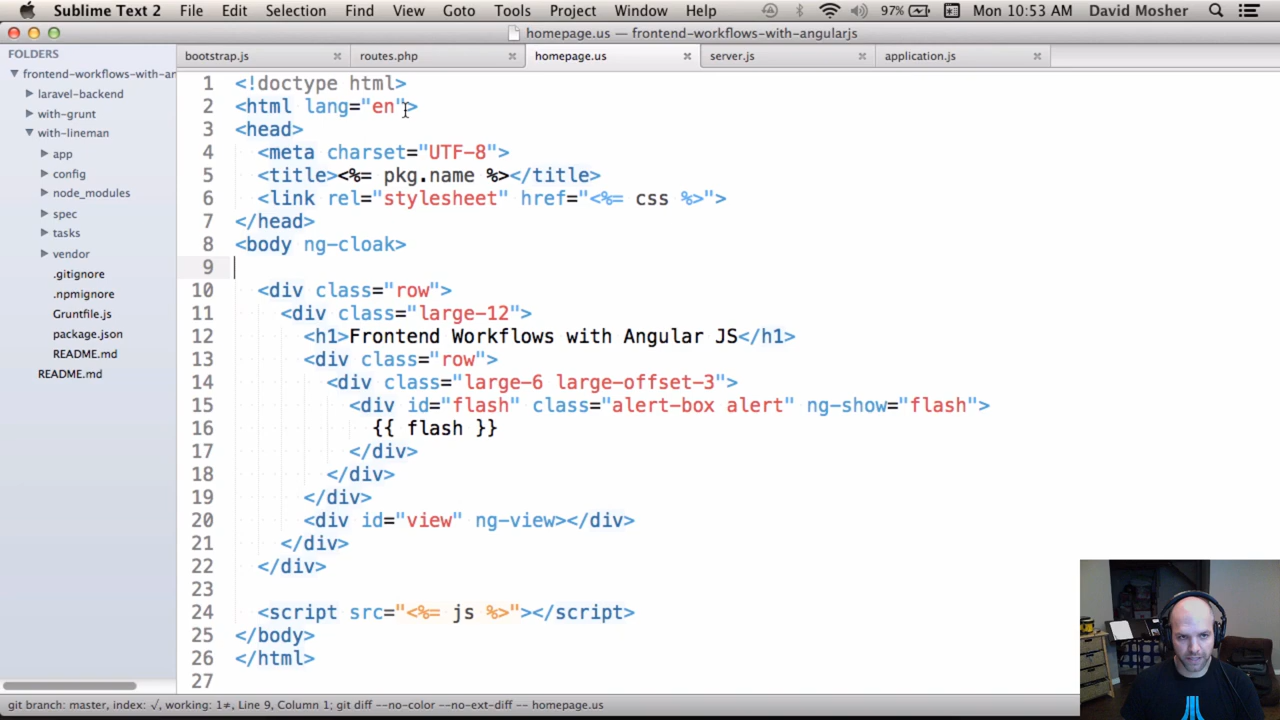 Sublime Text 2 File Edit Selection Find View Goto Tools Project Window Help 97% Mon 10:53 AM David Mosher
homepage.us — frontend-workflows-with-angularjs
FOLDERS
frontend-workflows-with-ar
laravel-backend
with-grunt
with-lineman
app
config
node_modules
spec
tasks
vendor
.gitignore
.npmignore
Gruntfile.js
package.json
README.md
README.md
bootstrap.js routes.php homepage.us server.js application.js
1 <!doctype html>
2 <html lang="en">
3 <head>
4 <meta charset="UTF-8">
5 <title><%= pkg.name %></title>
6 <link rel="stylesheet" href="<%= css %>">
7 </head>
8 <body ng-cloak>
9
10 <div class="row">
11 <div class="large-12">
12 <h1>Frontend Workflows with Angular JS</h1>
13 <div class="row">
14 <div class="large-6 large-offset-3">
15 <div id="flash" class="alert-box alert" ng-show="flash">
16 {{ flash }}
17 </div>
18 </div>
19 </div>
20 <div id="view" ng-view></div>
21 </div>
22 </div>
23
24 <script src="<%= js %>"></script>
25 </body>
26 </html>
27
git branch: master, index: √, working: 1≠, Line 9, Column 1; git diff --no-color --no-ext-diff -- homepage.us